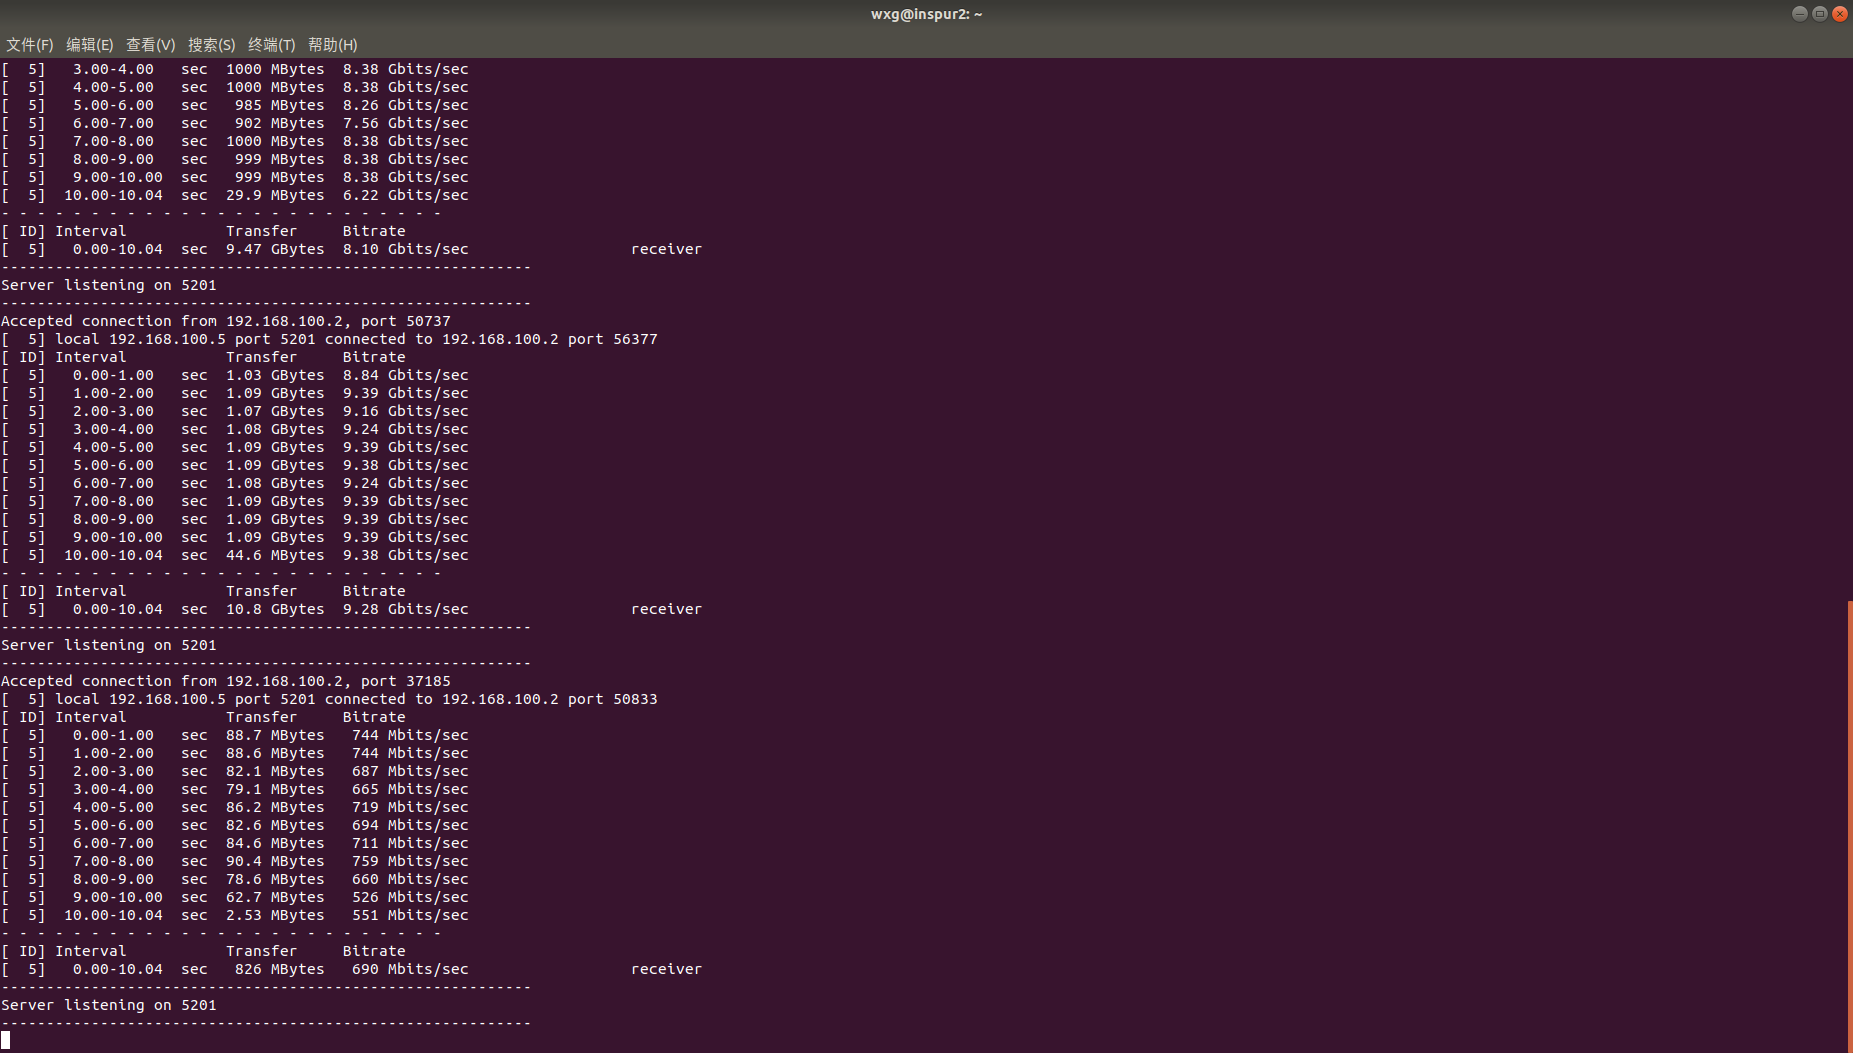 wxg@inspur2: ~
文件(F) 编辑(E) 查看(V) 搜索(S) 终端(T) 帮助(H)
[  5]   3.00-4.00   sec  1000 MBytes  8.38 Gbits/sec
[  5]   4.00-5.00   sec  1000 MBytes  8.38 Gbits/sec
[  5]   5.00-6.00   sec   985 MBytes  8.26 Gbits/sec
[  5]   6.00-7.00   sec   902 MBytes  7.56 Gbits/sec
[  5]   7.00-8.00   sec  1000 MBytes  8.38 Gbits/sec
[  5]   8.00-9.00   sec   999 MBytes  8.38 Gbits/sec
[  5]   9.00-10.00  sec   999 MBytes  8.38 Gbits/sec
[  5]  10.00-10.04  sec  29.9 MBytes  6.22 Gbits/sec
- - - - - - - - - - - - - - - - - - - - - - - - -
[ ID] Interval           Transfer     Bitrate
[  5]   0.00-10.04  sec  9.47 GBytes  8.10 Gbits/sec                  receiver
-----------------------------------------------------------
Server listening on 5201
-----------------------------------------------------------
Accepted connection from 192.168.100.2, port 50737
[  5] local 192.168.100.5 port 5201 connected to 192.168.100.2 port 56377
[ ID] Interval           Transfer     Bitrate
[  5]   0.00-1.00   sec  1.03 GBytes  8.84 Gbits/sec
[  5]   1.00-2.00   sec  1.09 GBytes  9.39 Gbits/sec
[  5]   2.00-3.00   sec  1.07 GBytes  9.16 Gbits/sec
[  5]   3.00-4.00   sec  1.08 GBytes  9.24 Gbits/sec
[  5]   4.00-5.00   sec  1.09 GBytes  9.39 Gbits/sec
[  5]   5.00-6.00   sec  1.09 GBytes  9.38 Gbits/sec
[  5]   6.00-7.00   sec  1.08 GBytes  9.24 Gbits/sec
[  5]   7.00-8.00   sec  1.09 GBytes  9.39 Gbits/sec
[  5]   8.00-9.00   sec  1.09 GBytes  9.39 Gbits/sec
[  5]   9.00-10.00  sec  1.09 GBytes  9.39 Gbits/sec
[  5]  10.00-10.04  sec  44.6 MBytes  9.38 Gbits/sec
- - - - - - - - - - - - - - - - - - - - - - - - -
[ ID] Interval           Transfer     Bitrate
[  5]   0.00-10.04  sec  10.8 GBytes  9.28 Gbits/sec                  receiver
-----------------------------------------------------------
Server listening on 5201
-----------------------------------------------------------
Accepted connection from 192.168.100.2, port 37185
[  5] local 192.168.100.5 port 5201 connected to 192.168.100.2 port 50833
[ ID] Interval           Transfer     Bitrate
[  5]   0.00-1.00   sec  88.7 MBytes   744 Mbits/sec
[  5]   1.00-2.00   sec  88.6 MBytes   744 Mbits/sec
[  5]   2.00-3.00   sec  82.1 MBytes   687 Mbits/sec
[  5]   3.00-4.00   sec  79.1 MBytes   665 Mbits/sec
[  5]   4.00-5.00   sec  86.2 MBytes   719 Mbits/sec
[  5]   5.00-6.00   sec  82.6 MBytes   694 Mbits/sec
[  5]   6.00-7.00   sec  84.6 MBytes   711 Mbits/sec
[  5]   7.00-8.00   sec  90.4 MBytes   759 Mbits/sec
[  5]   8.00-9.00   sec  78.6 MBytes   660 Mbits/sec
[  5]   9.00-10.00  sec  62.7 MBytes   526 Mbits/sec
[  5]  10.00-10.04  sec  2.53 MBytes   551 Mbits/sec
- - - - - - - - - - - - - - - - - - - - - - - - -
[ ID] Interval           Transfer     Bitrate
[  5]   0.00-10.04  sec   826 MBytes   690 Mbits/sec                  receiver
-----------------------------------------------------------
Server listening on 5201
-----------------------------------------------------------